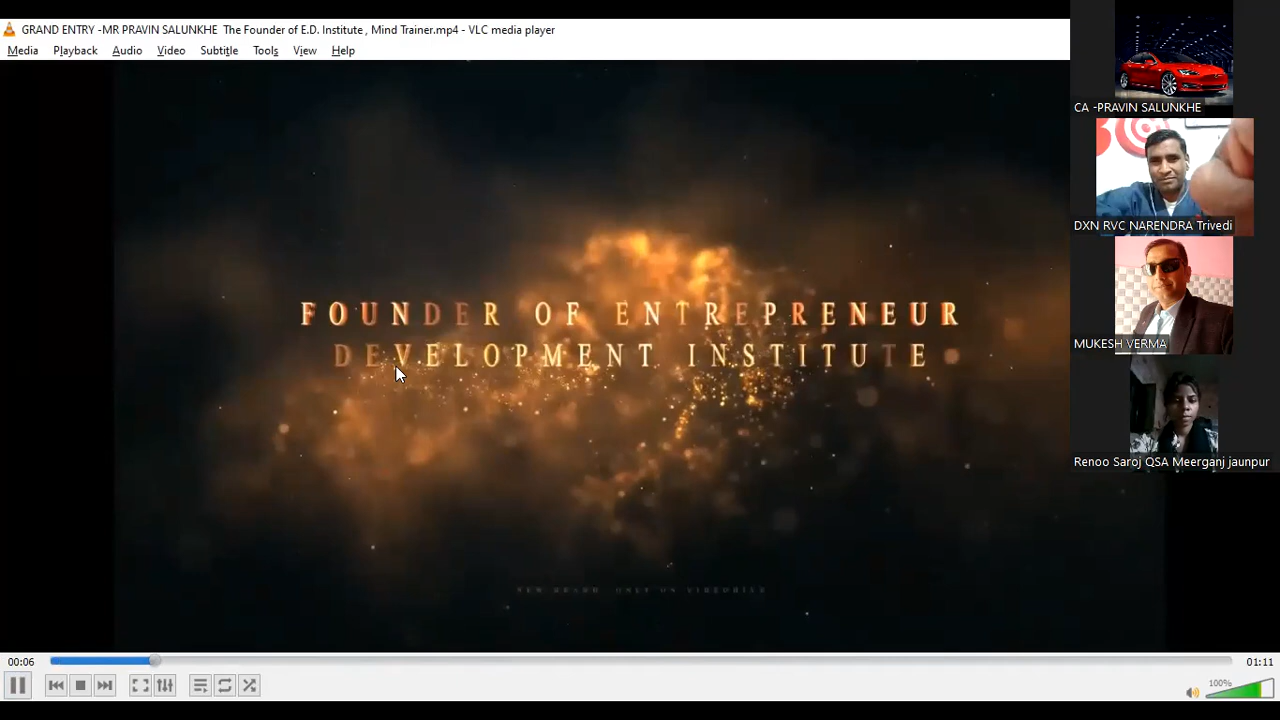 GRAND ENTRY -MR PRAVIN SALUNKHE The Founder of E.D. Institute , Mind Trainer.mp4 - VLC media player
Media Playback Audio Video Subtitle Tools View Help
CA -PRAVIN SALUNKHE
DXN RVC NARENDRA Trivedi
MUKESH VERMA
Renoo Saroj QSA Meerganj jaunpur
FOUNDER OF ENTREPRENEUR
DEVELOPMENT INSTITUTE
00:06
01:11
100%